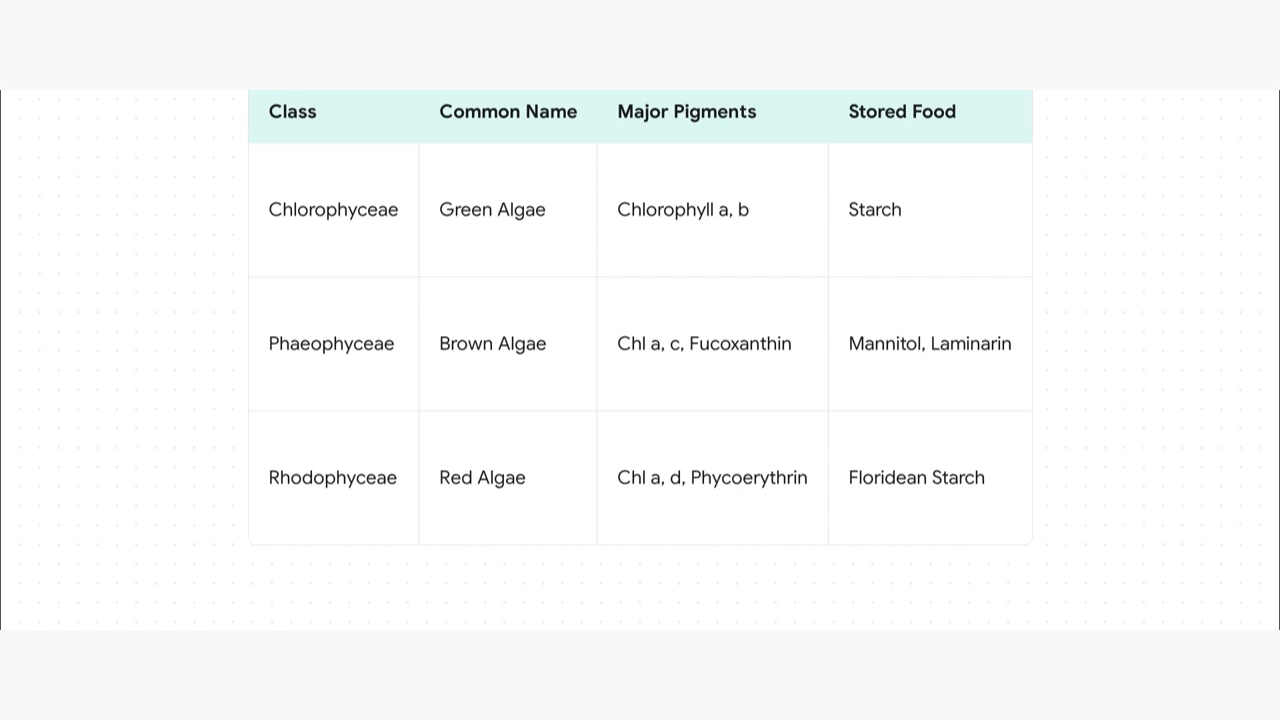 Class Common Name Major Pigments Stored Food
Chlorophyceae Green Algae Chlorophyll a, b Starch
Phaeophyceae Brown Algae Chl a, c, Fucoxanthin Mannitol, Laminarin
Rhodophyceae Red Algae Chl a, d, Phycoerythrin Floridean Starch